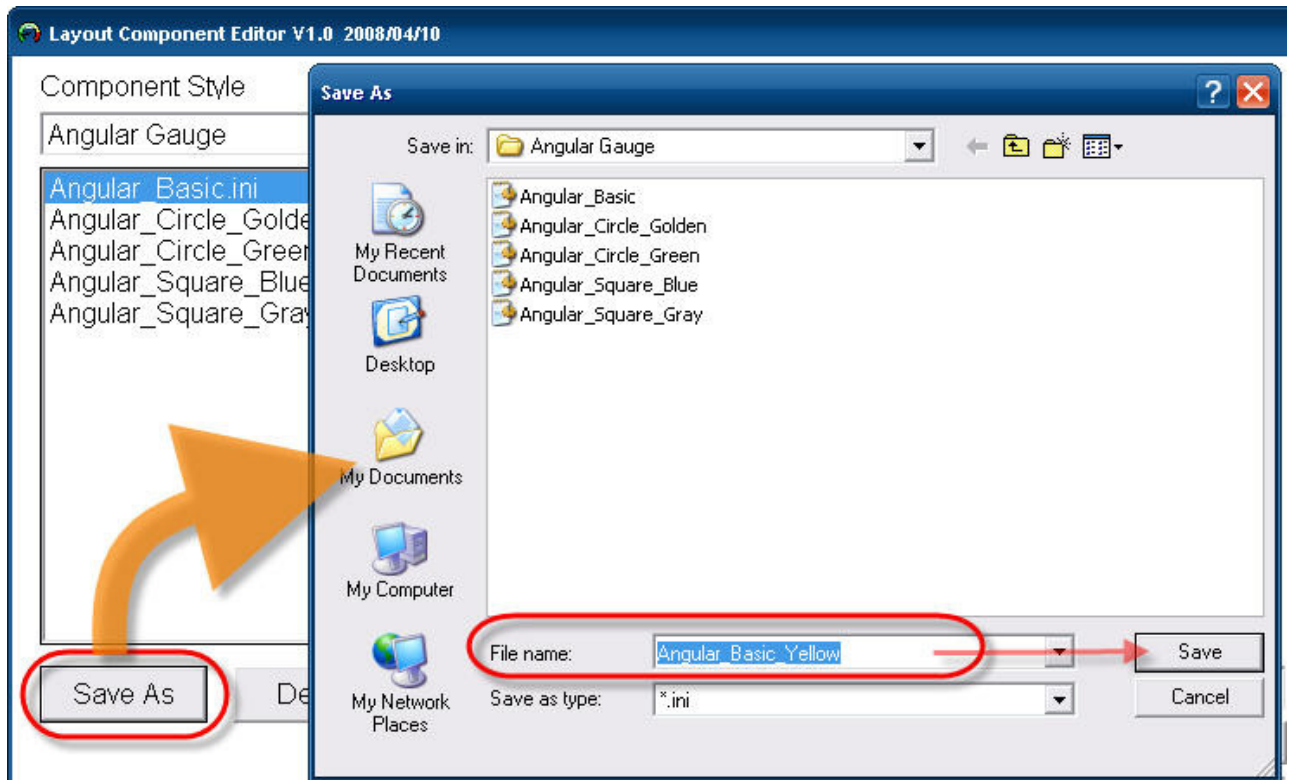 Layout Component Editor V1.0 2008/04/10
Component Style
Angular Gauge
Angular_Basic.ini
Angular_Circle_Golde
Angular_Circle_Green
Angular_Square_Blue
Angular_Square_Gray
Save As
De
Save As
?
Save in:
Angular Gauge
My Recent
Documents
Desktop
My Documents
My Computer
My Network
Places
Angular_Basic
Angular_Circle_Golden
Angular_Circle_Green
Angular_Square_Blue
Angular_Square_Gray
File name:
Angular_Basic_Yellow
Save
Save as type:
*.ini
Cancel